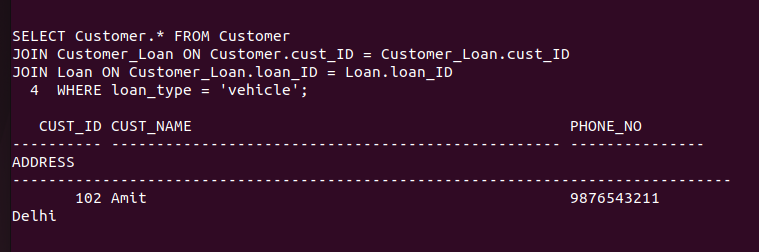 SELECT Customer.* FROM Customer
JOIN Customer_Loan ON Customer.cust_ID = Customer_Loan.cust_ID
JOIN Loan ON Customer_Loan.loan_ID = Loan.loan_ID
  4  WHERE loan_type = 'vehicle';

   CUST_ID CUST_NAME                                          PHONE_NO
---------- -------------------------------------------------- ---------------
ADDRESS
--------------------------------------------------------------------------------
       102 Amit                                               9876543211
Delhi